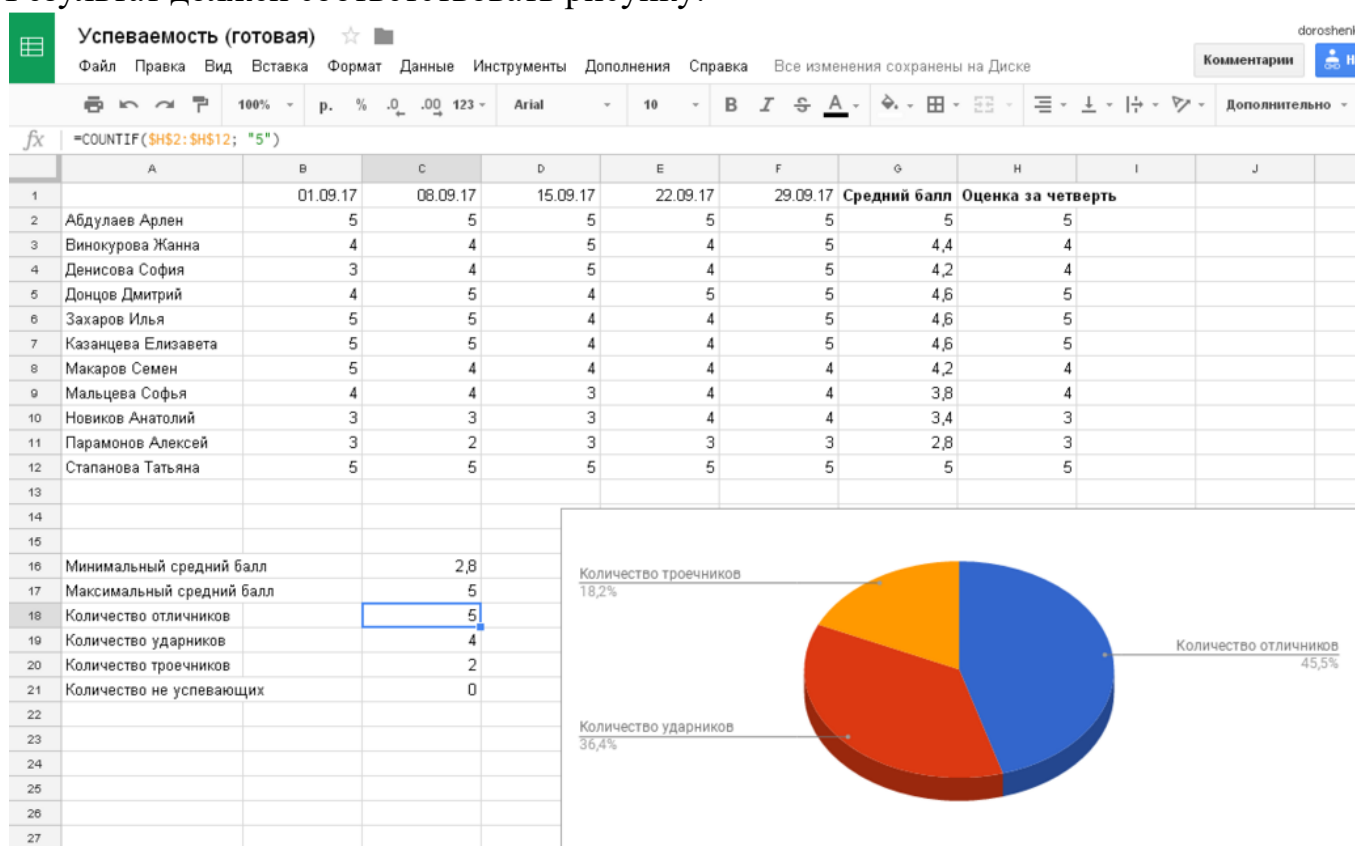 Результат должен соответствовать рисунку.
Успеваемость (готовая)
doroshenk
Файл Правка Вид Вставка Формат Данные Инструменты Дополнения Справка Все изменения сохранены на Диске
Комментарии
Н
100% р. % .0 .00 123 Arial 10 B I S A Дополнительно
fx =COUNTIF($H$2:$H$12; "5")
A B C D E F G H I J
1 01.09.17 08.09.17 15.09.17 22.09.17 29.09.17 Средний балл Оценка за четверть
2 Абдулаев Арлен 5 5 5 5 5 5 5
3 Винокурова Жанна 4 4 5 4 5 4,4 4
4 Денисова София 3 4 5 4 5 4,2 4
5 Донцов Дмитрий 4 5 4 5 5 4,6 5
6 Захаров Илья 5 5 4 4 5 4,6 5
7 Казанцева Елизавета 5 5 4 4 5 4,6 5
8 Макаров Семен 5 4 4 4 4 4,2 4
9 Мальцева Софья 4 4 3 4 4 3,8 4
10 Новиков Анатолий 3 3 3 4 4 3,4 3
11 Парамонов Алексей 3 2 3 3 3 2,8 3
12 Стапанова Татьяна 5 5 5 5 5 5 5
13
14
15
16 Минимальный средний балл 2,8
17 Максимальный средний балл 5
18 Количество отличников 5
19 Количество ударников 4
20 Количество троечников 2
21 Количество не успевающих 0
22
23
24
25
26
27
Количество троечников
18,2%
Количество отличников
45,5%
Количество ударников
36,4%